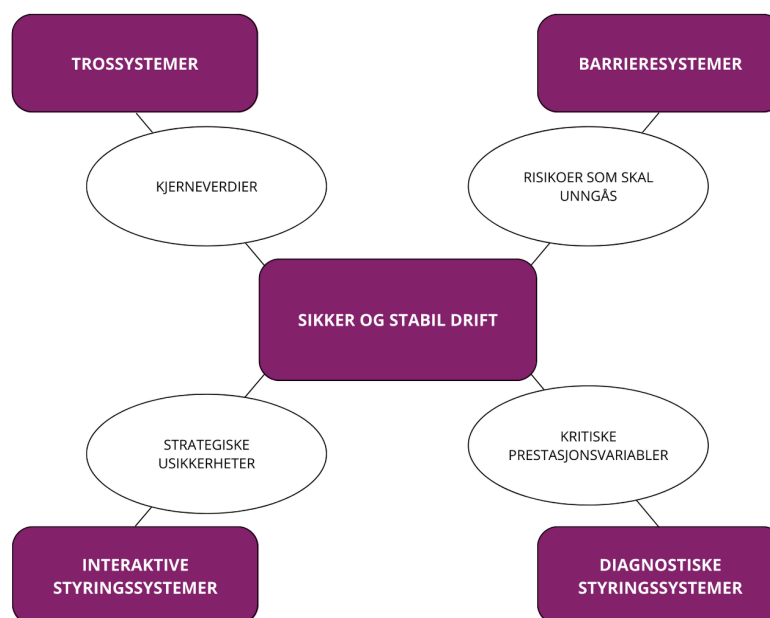 TROSSYSTEMER
BARRIERESYSTEMER
KJERNEVERDIER
RISIKOER SOM SKAL
UNNGÅS
SIKKER OG STABIL DRIFT
STRATEGISKE
USIKKERHETER
KRITISKE
PRESTASJONSVARIABLER
INTERAKTIVE
STYRINGSSYSTEMER
DIAGNOSTISKE
STYRINGSSYSTEMER